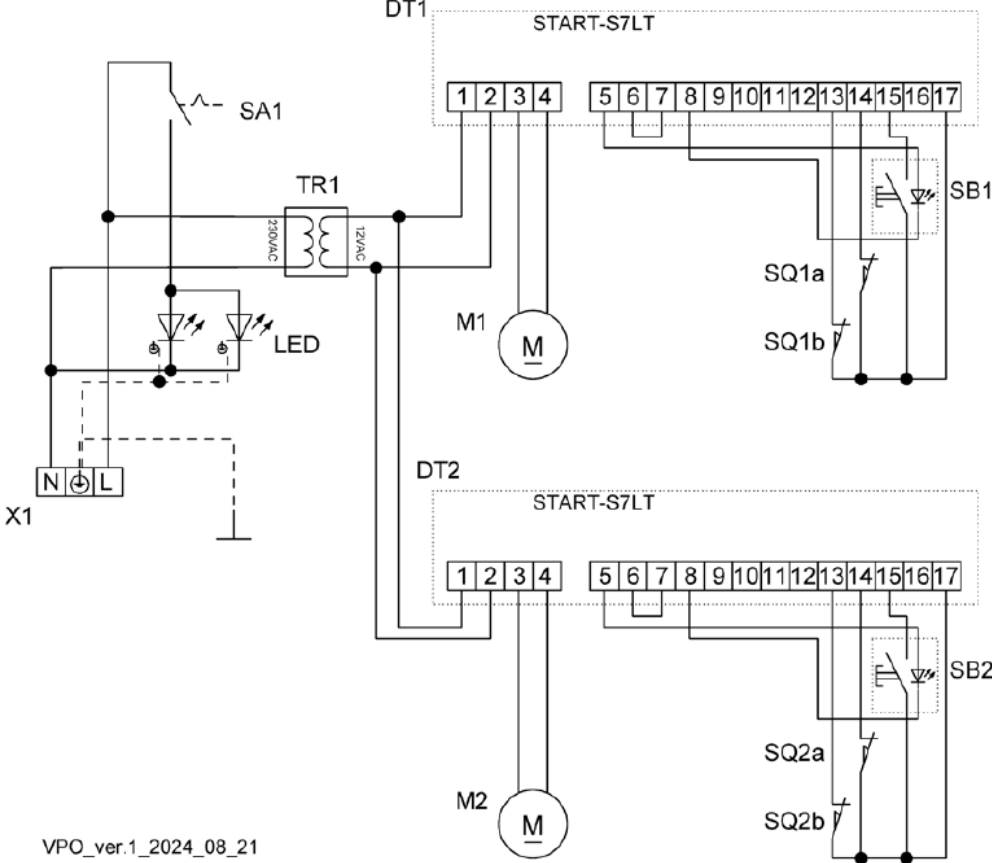 DT1
START-S7LT
1 2 3 4 5 6 7 8 9 10 11 12 13 14 15 16 17
SA1
TR1
230VAC
12VAC
SB1
SQ1a
M1
M
SQ1b
LED
N L
X1
DT2
START-S7LT
1 2 3 4 5 6 7 8 9 10 11 12 13 14 15 16 17
SB2
SQ2a
M2
M
SQ2b
VPO_ver.1_2024_08_21